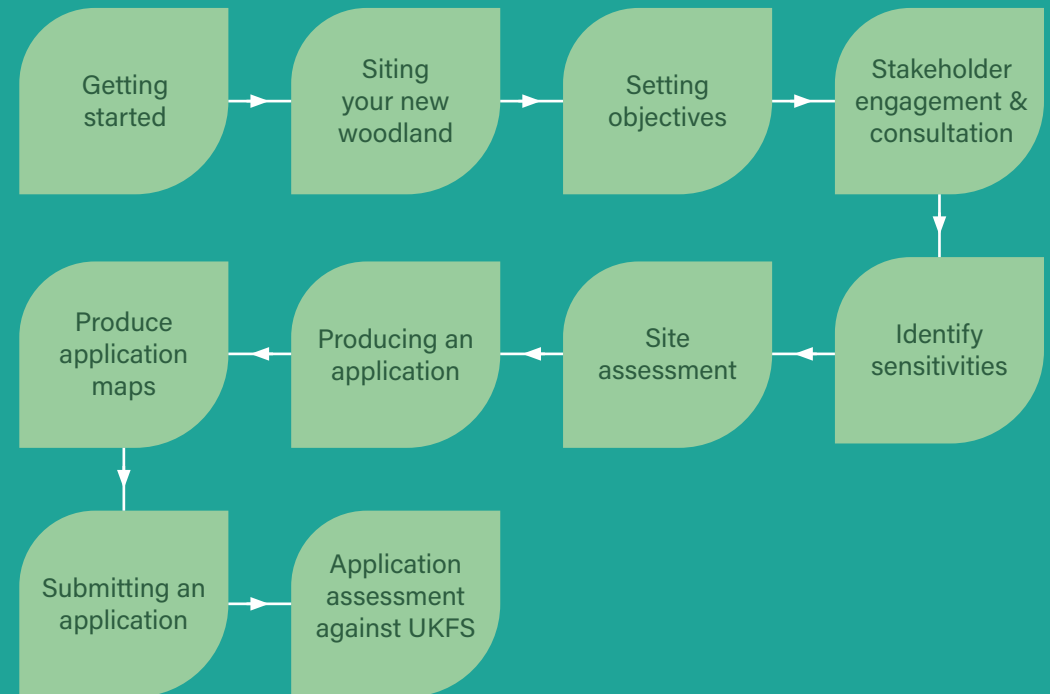 Getting
started
Siting
your new
woodland
Setting
objectives
Stakeholder
engagement &
consultation
Identify
sensitivities
Site
assessment
Producing an
application
Produce
application
maps
Submitting an
application
Application
assessment
against UKFS